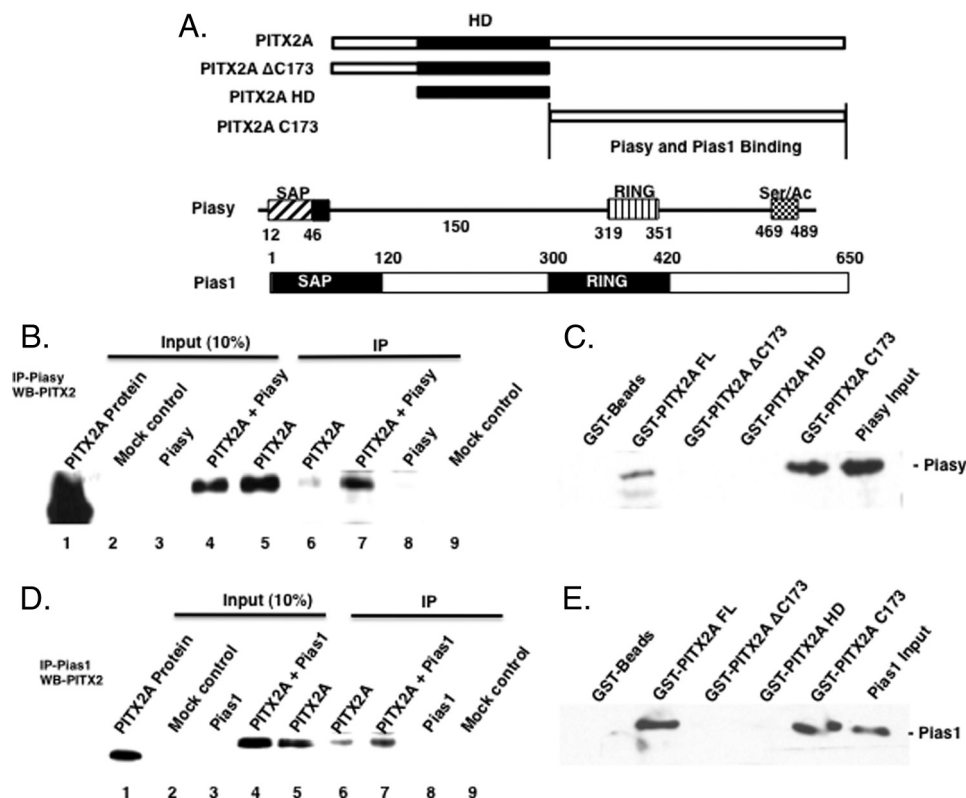 A.
HD
PITX2A
PITX2A ΔC173
PITX2A HD
PITX2A C173
Piasy and Pias1 Binding
SAP
RING
Ser/Ac
Piasy
12 46 150 319 351 469 489
1 120 300 420 650
Pias1 SAP RING
B.
Input (10%) IP
IP-Piasy
WB-PITX2
PITX2A Protein
Mock control
Piasy
PITX2A + Piasy
PITX2A
PITX2A
PITX2A + Piasy
Piasy
Mock control
1 2 3 4 5 6 7 8 9
C.
GST-Beads
GST-PITX2A FL
GST-PITX2A ΔC173
GST-PITX2A HD
GST-PITX2A C173
Piasy Input
- Piasy
D.
Input (10%) IP
IP-Pias1
WB-PITX2
PITX2A Protein
Mock control
Pias1
PITX2A + Pias1
PITX2A
PITX2A
PITX2A + Pias1
Pias1
Mock control
1 2 3 4 5 6 7 8 9
E.
GST-Beads
GST-PITX2A FL
GST-PITX2A ΔC173
GST-PITX2A HD
GST-PITX2A C173
Pias1 Input
- Pias1